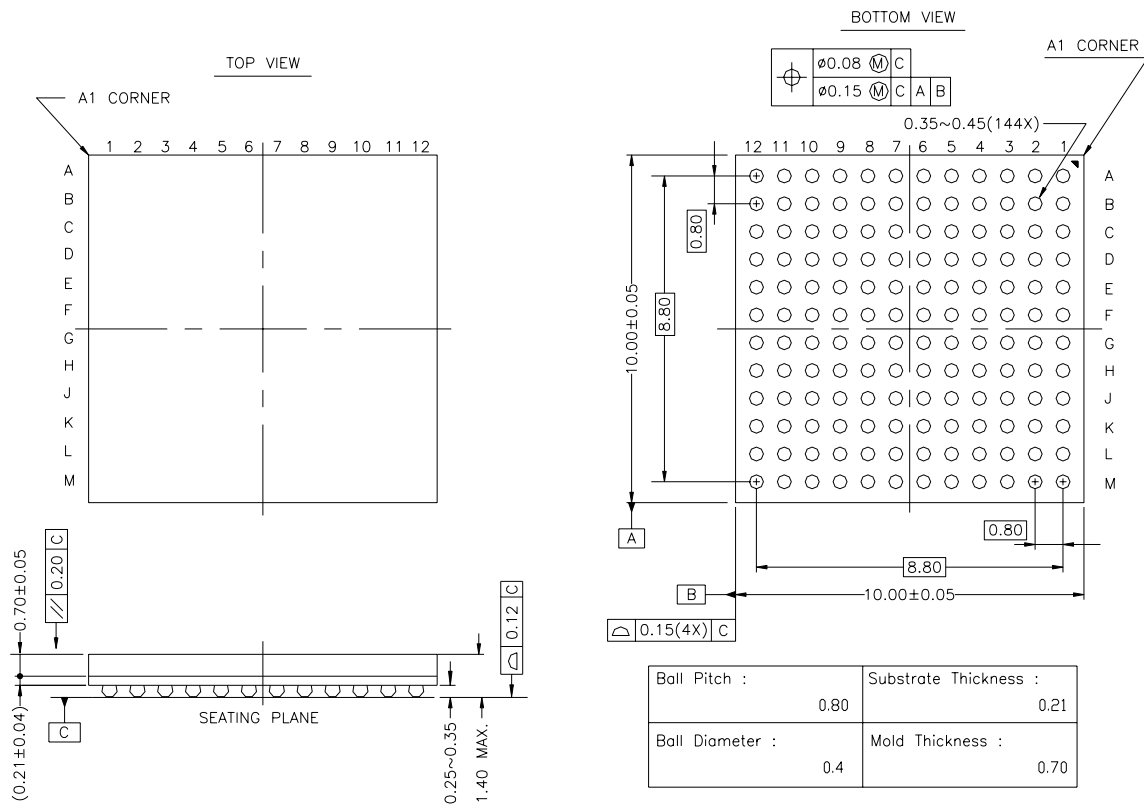 TOP VIEW
A1 CORNER
1 2 3 4 5 6 7 8 9 10 11 12
A
B
C
D
E
F
G
H
J
K
L
M
BOTTOM VIEW
A1 CORNER
ø0.08 Ⓜ C
ø0.15 Ⓜ C A B
0.35~0.45(144X)
12 11 10 9 8 7 6 5 4 3 2 1
A
B
C
D
E
F
G
H
J
K
L
M
0.80
8.80
10.00±0.05
A
0.80
8.80
B
10.00±0.05
0.15(4X) C
0.70±0.05
// 0.20 C
(0.21±0.04)
C
SEATING PLANE
0.25~0.35
1.40 MAX.
0.12 C
Ball Pitch :
0.80
Substrate Thickness :
0.21
Ball Diameter :
0.4
Mold Thickness :
0.70